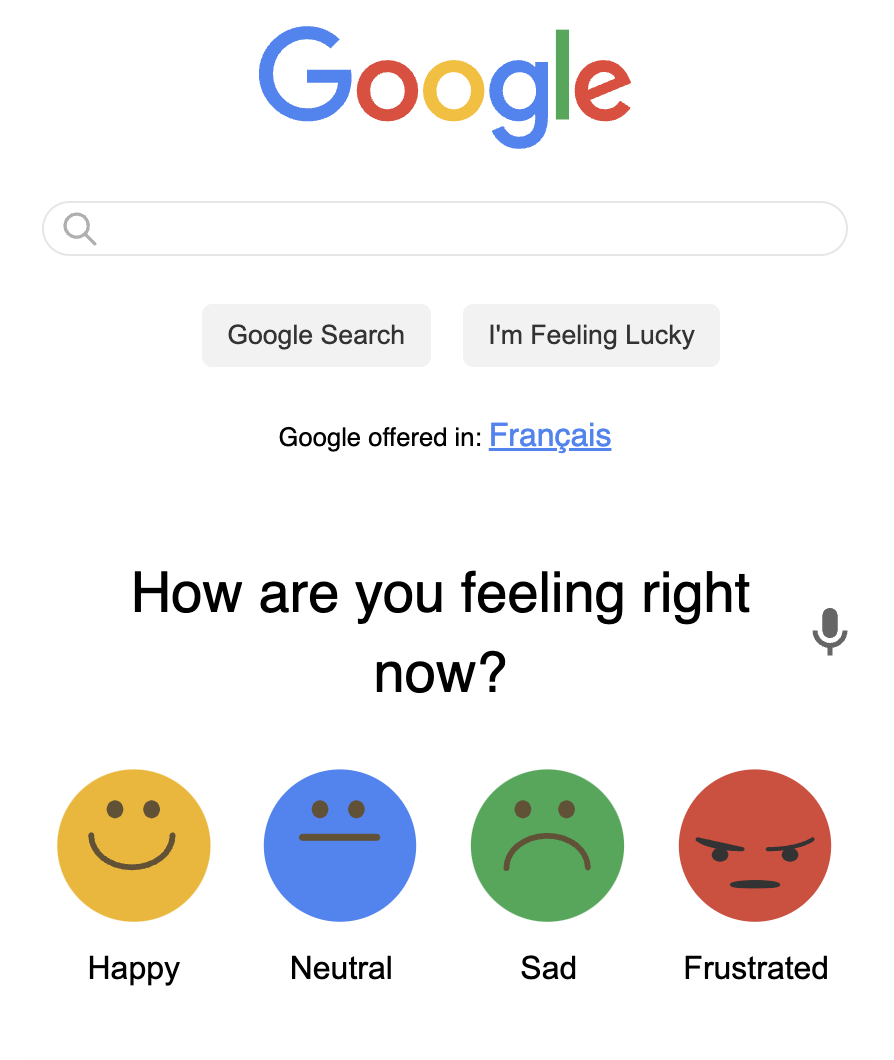 Google
Google Search
I'm Feeling Lucky
Google offered in: Français
How are you feeling right
now?
Happy
Neutral
Sad
Frustrated